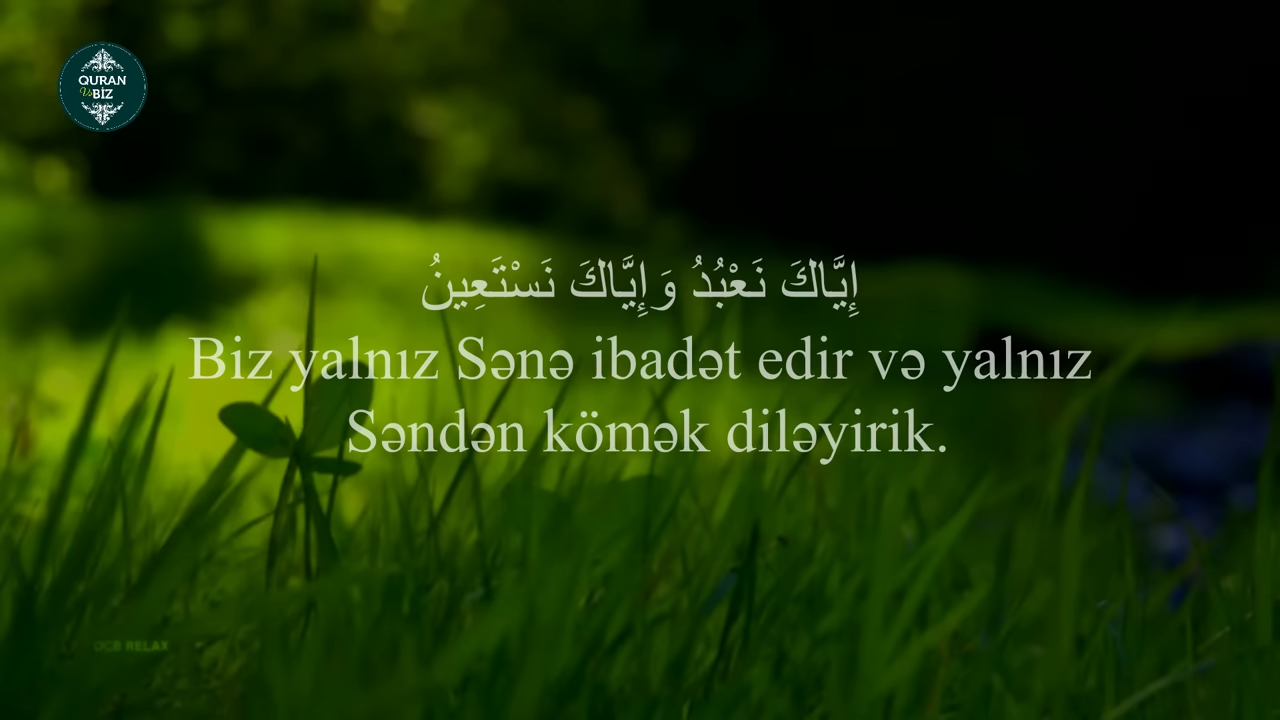 QURAN
Və BİZ
إِيَّاكَ نَعْبُدُ وَإِيَّاكَ نَسْتَعِينُ
Biz yalnız Sənə ibadət edir və yalnız
Səndən kömək diləyirik.
OCB RELAX